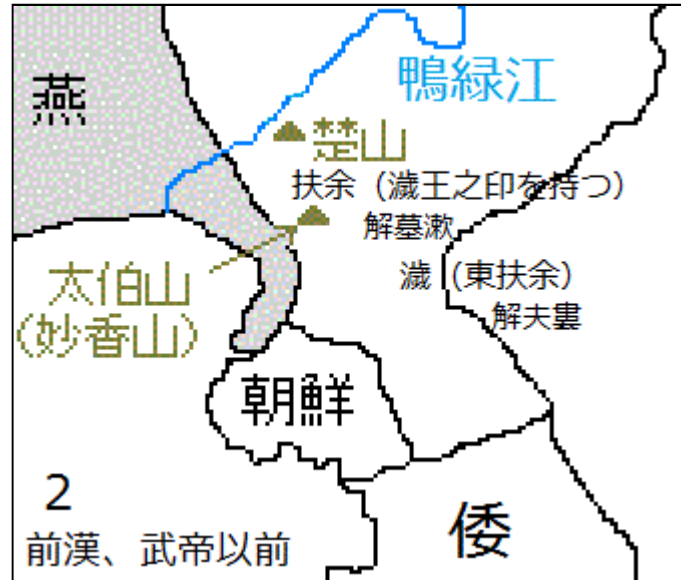 燕
鴨緑江
楚山
扶余（濊王之印を持つ）
解墓漱
濊（東扶余）
解夫婁
太伯山
(妙香山)
朝鮮
倭
2
前漢、武帝以前